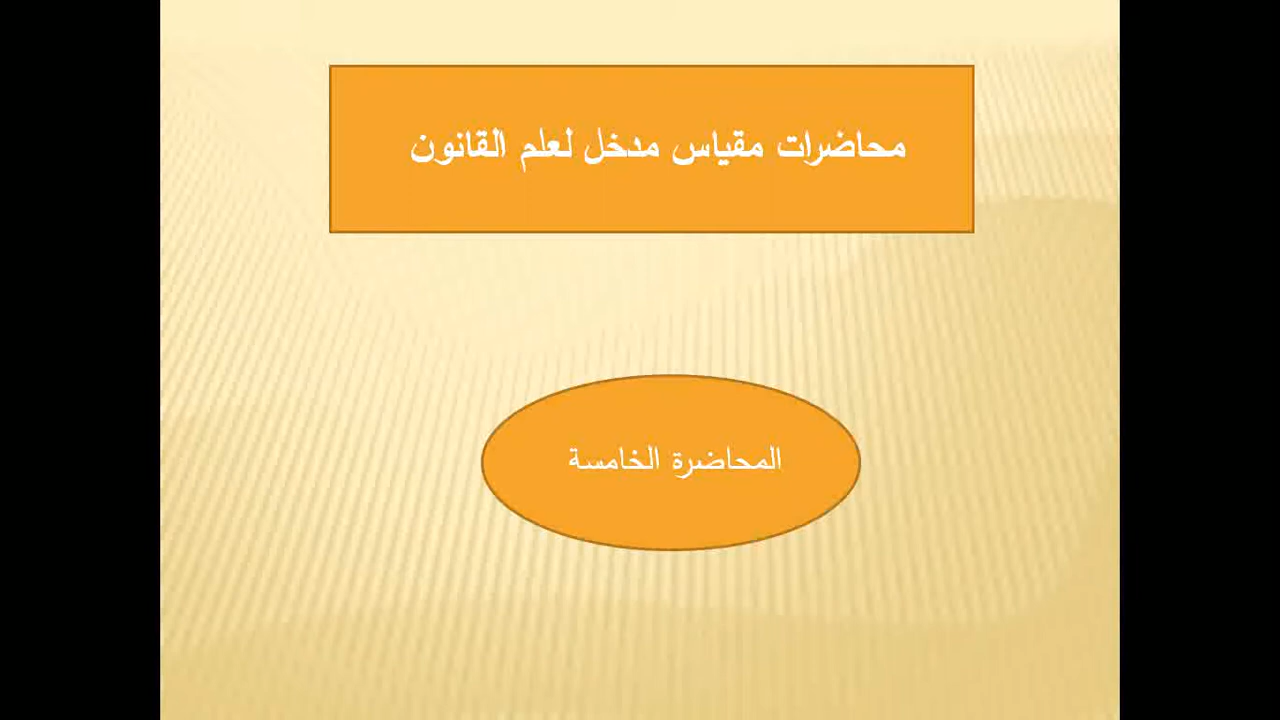 محاضرات مقياس مدخل لعلم القانون
المحاضرة الخامسة